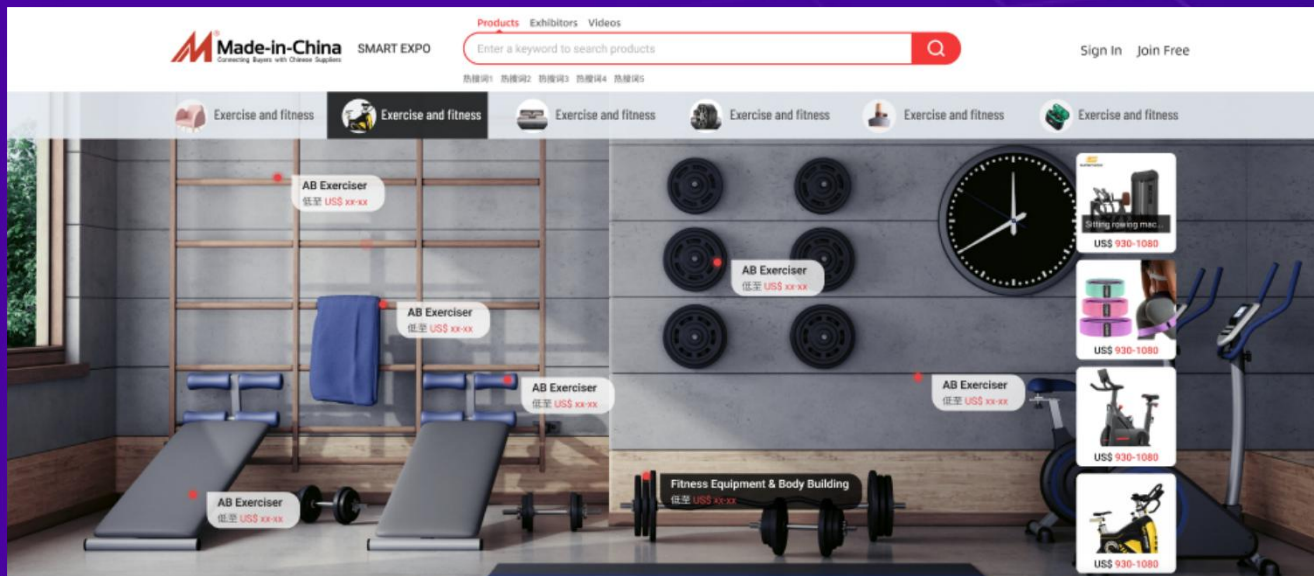 Products Exhibitors Videos
Made-in-China
Connecting Buyers with Chinese Suppliers
SMART EXPO
Enter a keyword to search products
Sign In Join Free
热搜词1 热搜词2 热搜词3 热搜词4 热搜词5
Exercise and fitness
Exercise and fitness
Exercise and fitness
Exercise and fitness
Exercise and fitness
Exercise and fitness
AB Exerciser
低至 US$ xx-xx
AB Exerciser
低至 US$ xx-xx
AB Exerciser
低至 US$ xx-xx
AB Exerciser
低至 US$ xx-xx
AB Exerciser
低至 US$ xx-xx
AB Exerciser
低至 US$ xx-xx
Fitness Equipment & Body Building
低至 US$ xx-xx
Sitting rowing mac...
US$ 930-1080
US$ 930-1080
US$ 930-1080
US$ 930-1080